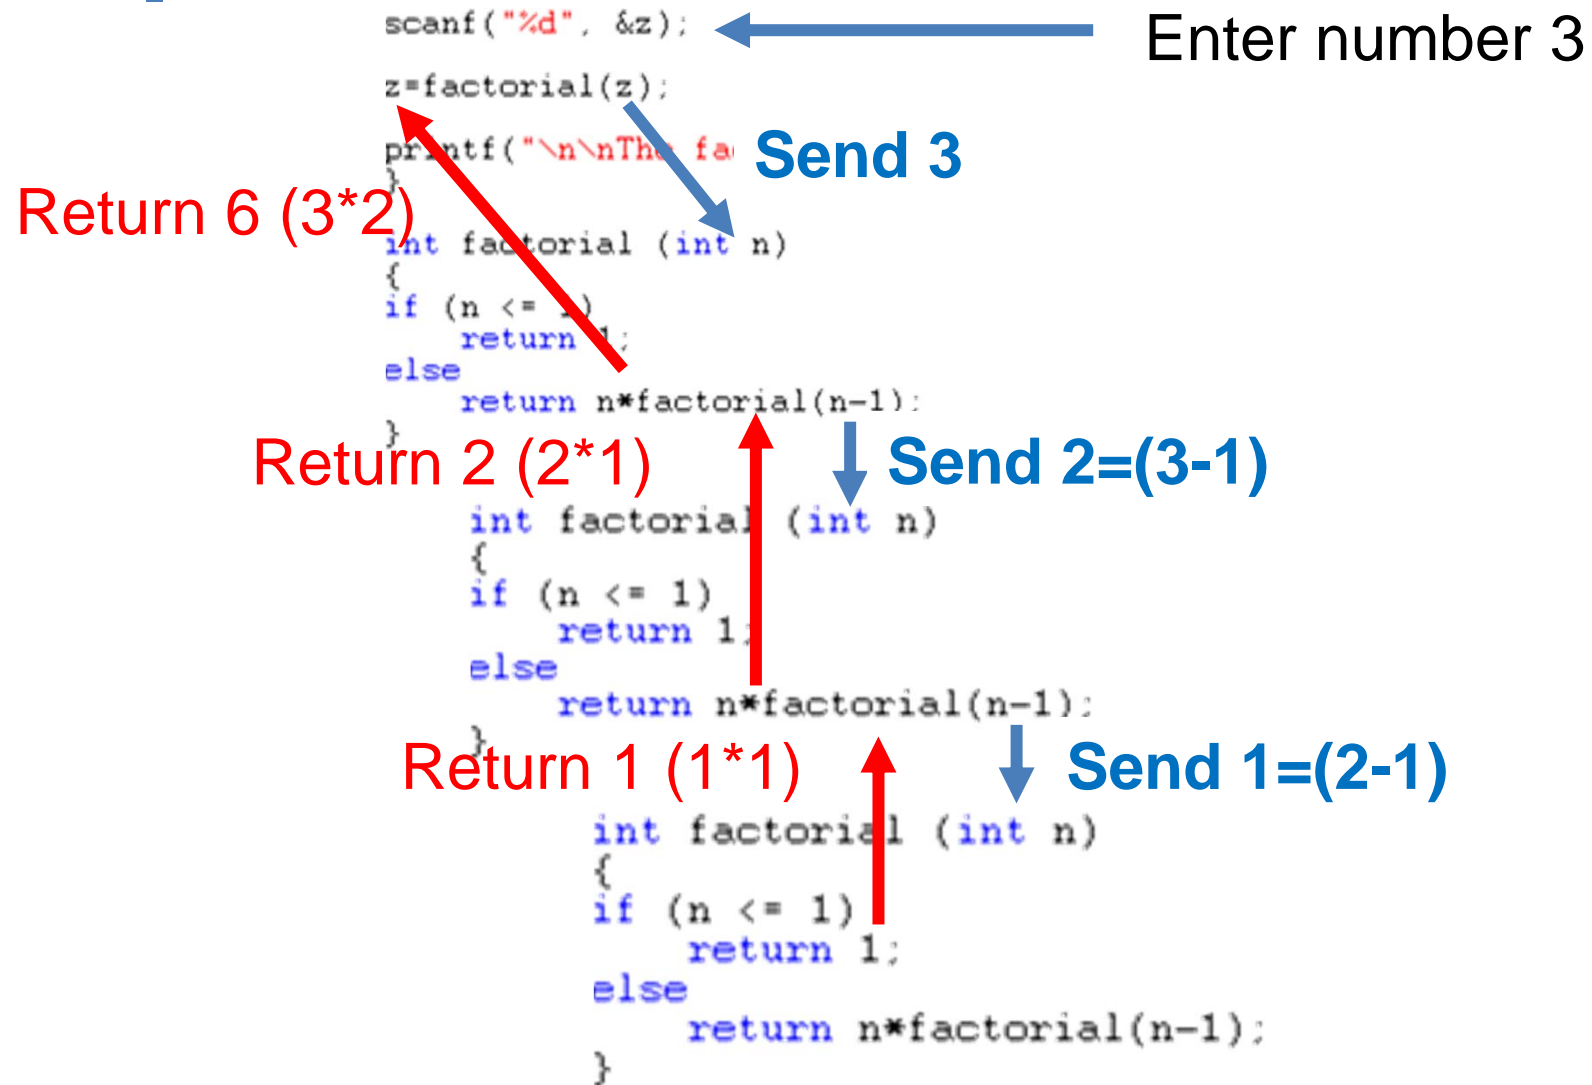 scanf("%d", &z);
Enter number 3
z=factorial(z);
printf("\n\nThe fa
Send 3
}
Return 6 (3*2)
int factorial (int n)
{
if (n <= 1)
return 1;
else
return n*factorial(n-1);
}
Return 2 (2*1)
Send 2=(3-1)
int factorial (int n)
{
if (n <= 1)
return 1;
else
return n*factorial(n-1);
}
Return 1 (1*1)
Send 1=(2-1)
int factorial (int n)
{
if (n <= 1)
return 1;
else
return n*factorial(n-1);
}